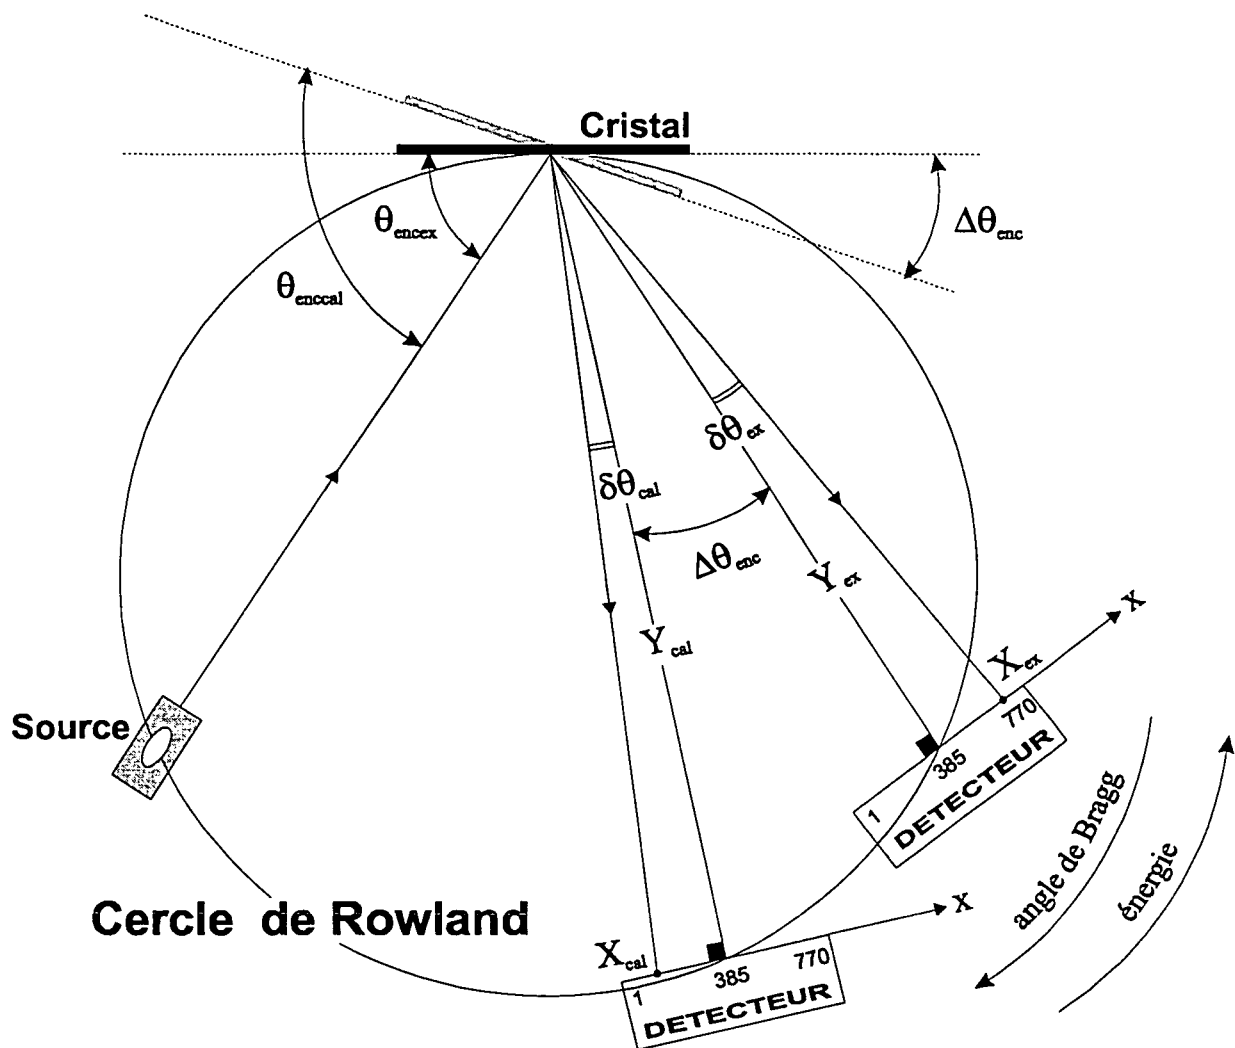 Cristal
θencex
Δθenc
θenccal
δθex
δθcal
Δθenc
Yex
x
Ycal
Xex
Source
770
385
1
DETECTEUR
angle de Bragg
énergie
Cercle de Rowland
x
Xcal
770
385
1
DETECTEUR